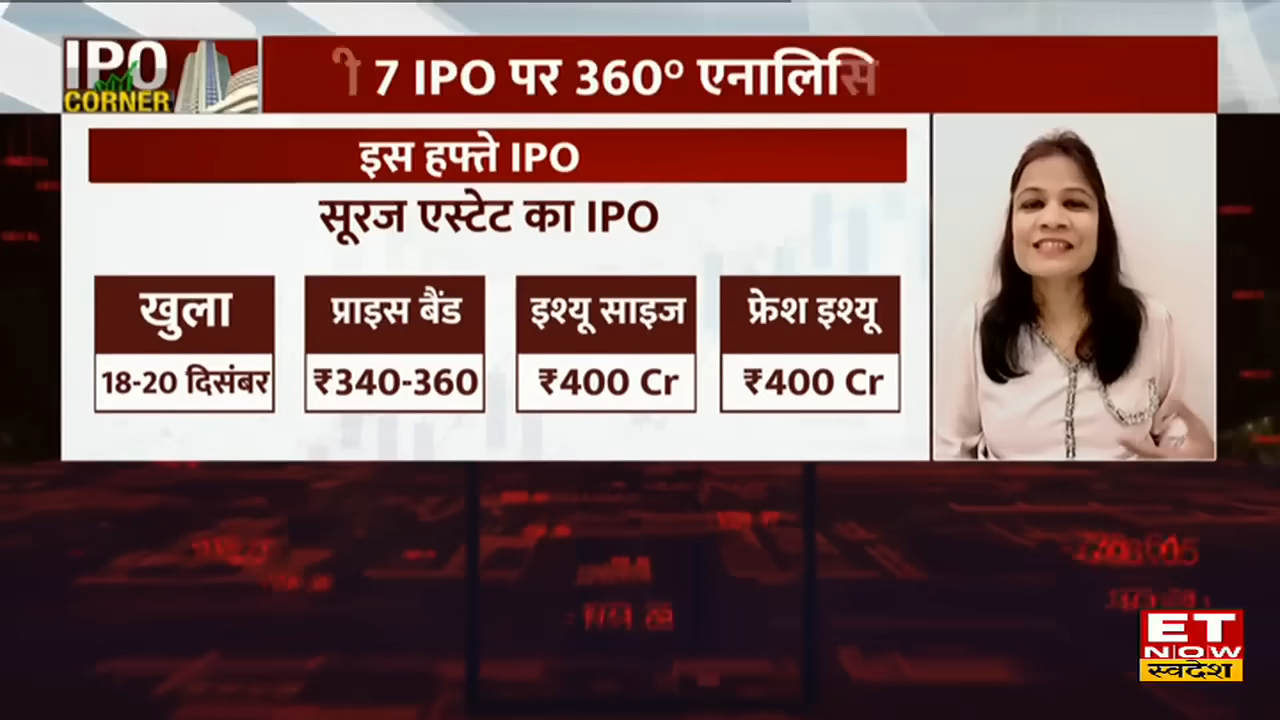 IPO
CORNER
7 IPO पर 360° एनालिसि
इस हफ्ते IPO
सूरज एस्टेट का IPO
खुला
18-20 दिसंबर
प्राइस बैंड
₹340-360
इश्यू साइज
₹400 Cr
फ्रेश इश्यू
₹400 Cr
ET
NOW
स्वदेश